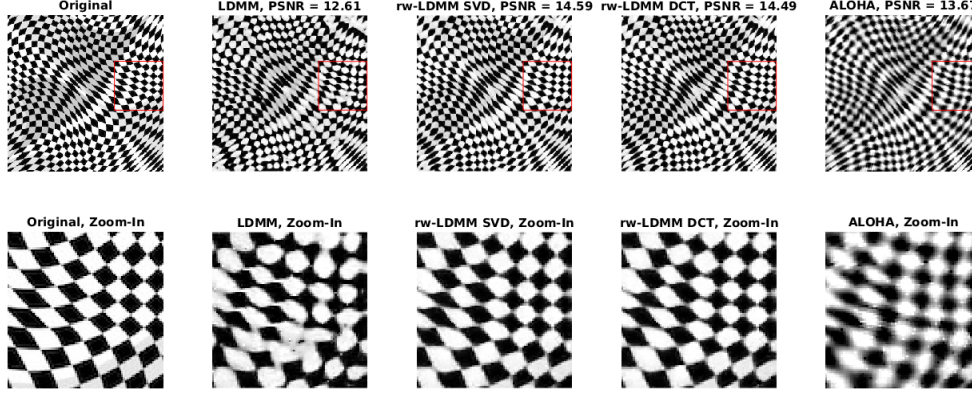 Original
LDMM, PSNR = 12.61
rw-LDMM SVD, PSNR = 14.59
rw-LDMM DCT, PSNR = 14.49
ALOHA, PSNR = 13.67
Original, Zoom-In
LDMM, Zoom-In
rw-LDMM SVD, Zoom-In
rw-LDMM DCT, Zoom-In
ALOHA, Zoom-In